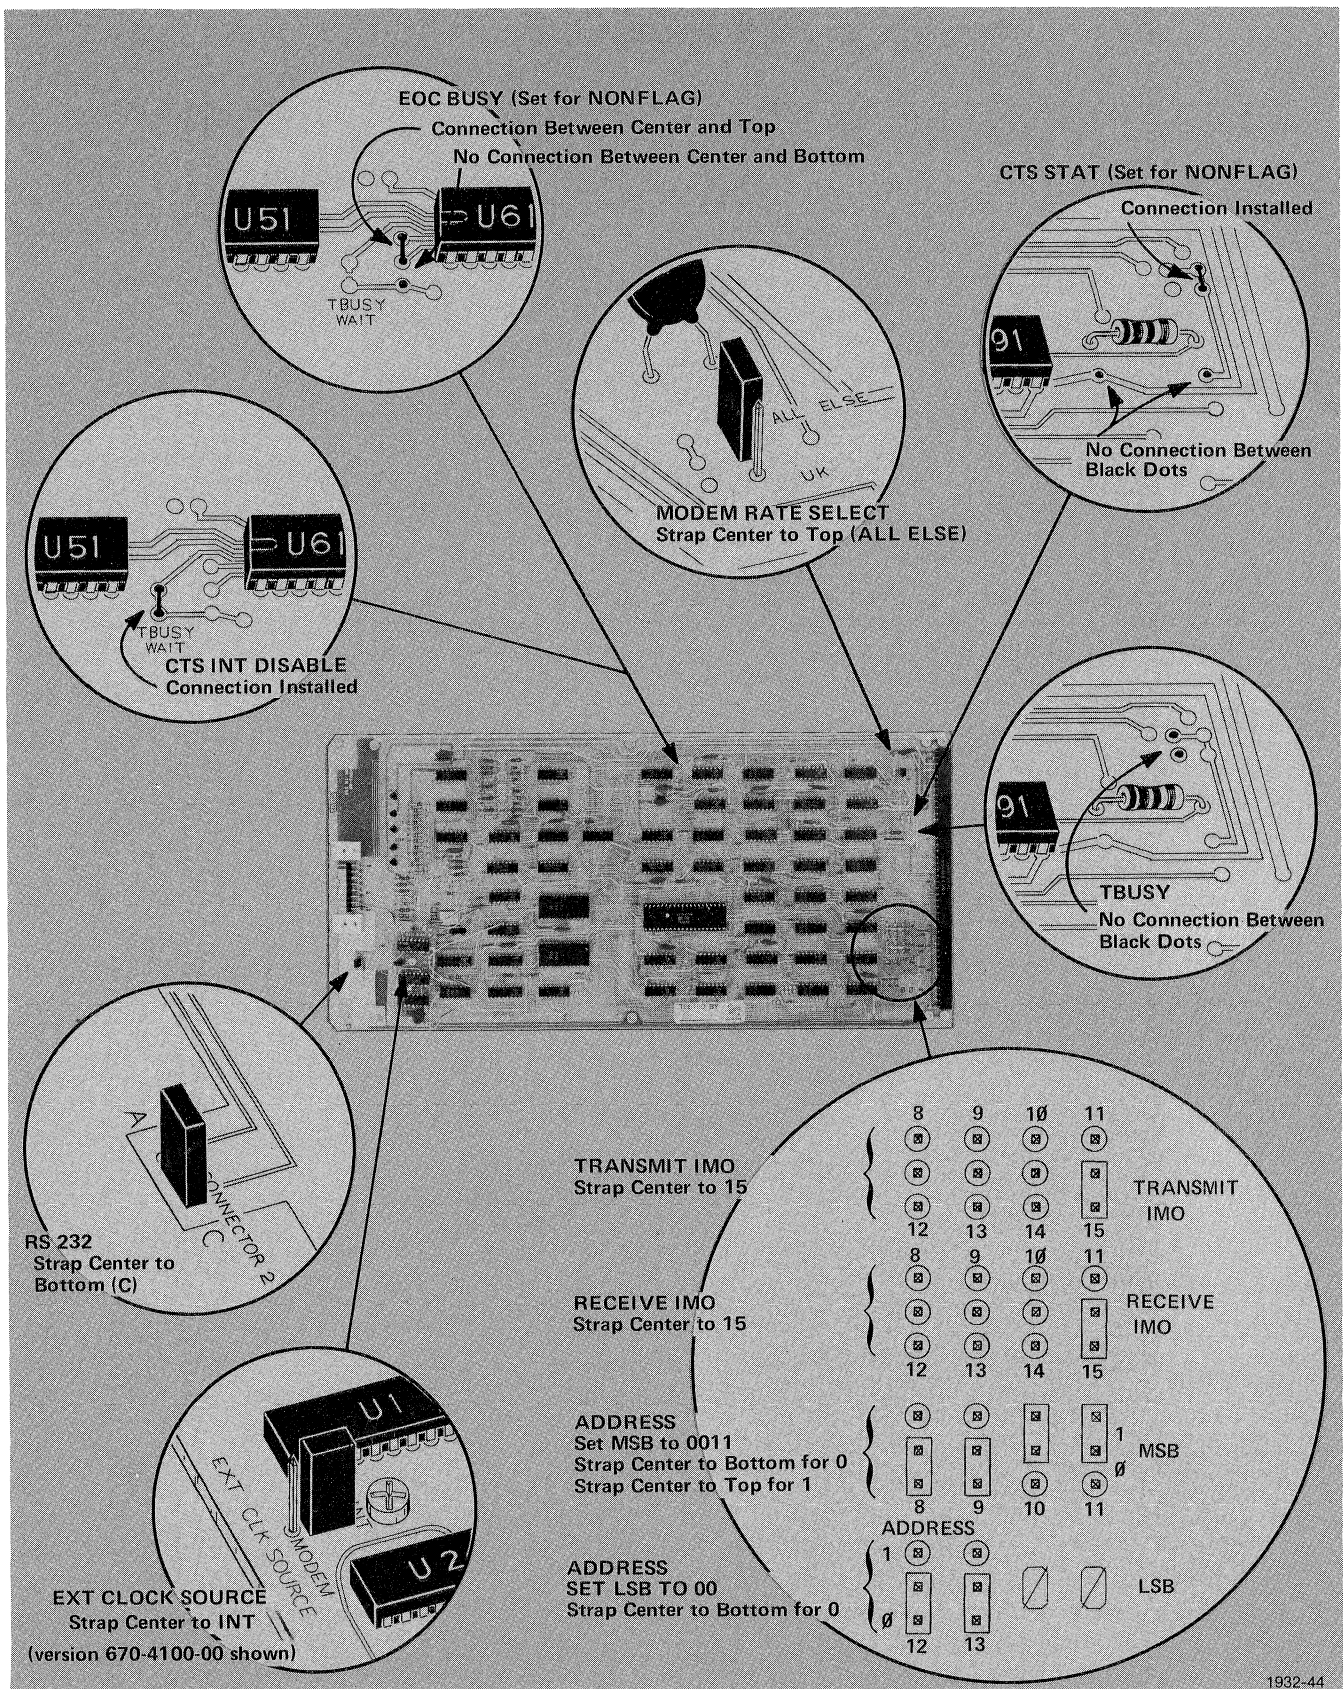 EOC BUSY (Set for NONFLAG)
Connection Between Center and Top
No Connection Between Center and Bottom
U51
U61
TBUSY
WAIT
CTS STAT (Set for NONFLAG)
Connection Installed
91
No Connection Between
Black Dots
ALL ELSE
UK
MODEM RATE SELECT
Strap Center to Top (ALL ELSE)
U51
U61
TBUSY
WAIT
CTS INT DISABLE
Connection Installed
91
TBUSY
No Connection Between
Black Dots
A
CONNECTOR 2
C
RS 232
Strap Center to
Bottom (C)
8 9 1Ø 11
TRANSMIT IMO
Strap Center to 15
TRANSMIT
IMO
12 13 14 15
8 9 1Ø 11
RECEIVE IMO
Strap Center to 15
RECEIVE
IMO
12 13 14 15
ADDRESS
Set MSB to 0011
Strap Center to Bottom for 0
Strap Center to Top for 1
1
Ø
MSB
8 9 10 11
ADDRESS
1
ADDRESS
SET LSB TO 00
Strap Center to Bottom for 0
LSB
Ø
12 13
U1
INT
MODEM
EXT CLK SOURCE
U2
EXT CLOCK SOURCE
Strap Center to INT
(version 670-4100-00 shown)
1932-44